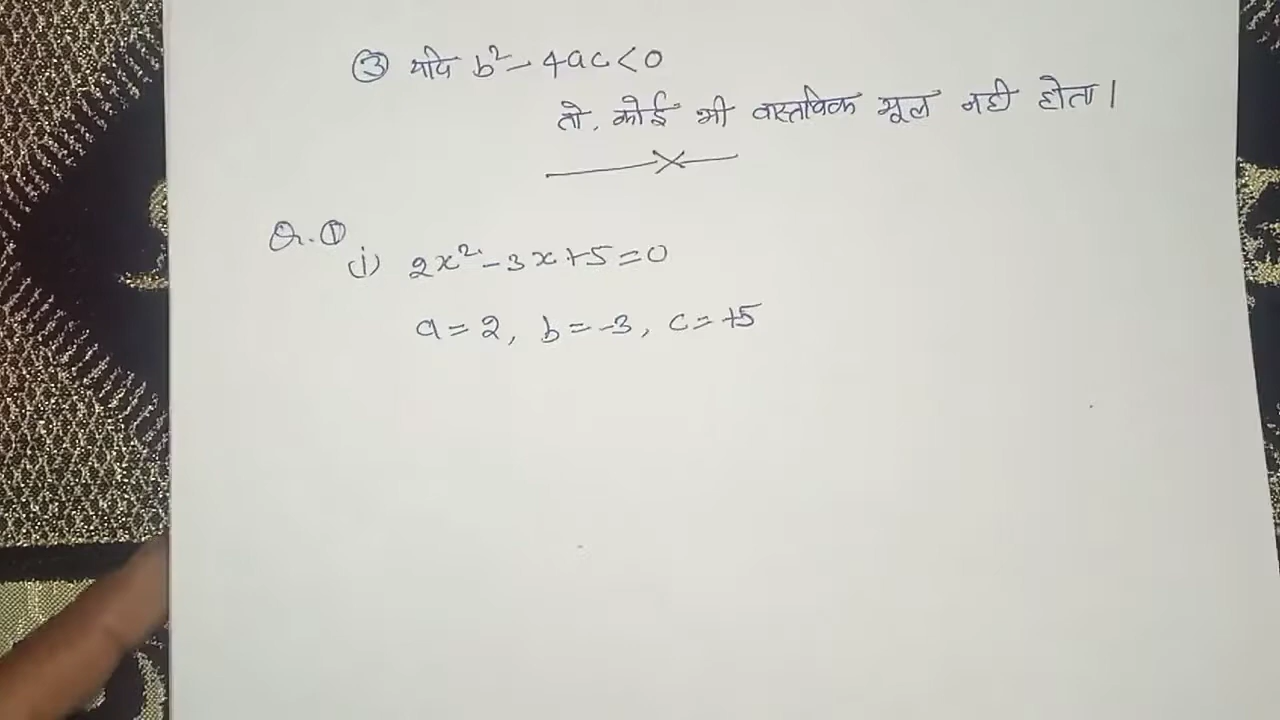 ③ यदि b² - 4ac < 0
तो, कोई भी वास्तविक मूल नही होता।
Q. ①
(i) 2x² - 3x + 5 = 0
a = 2, b = -3, c = +5